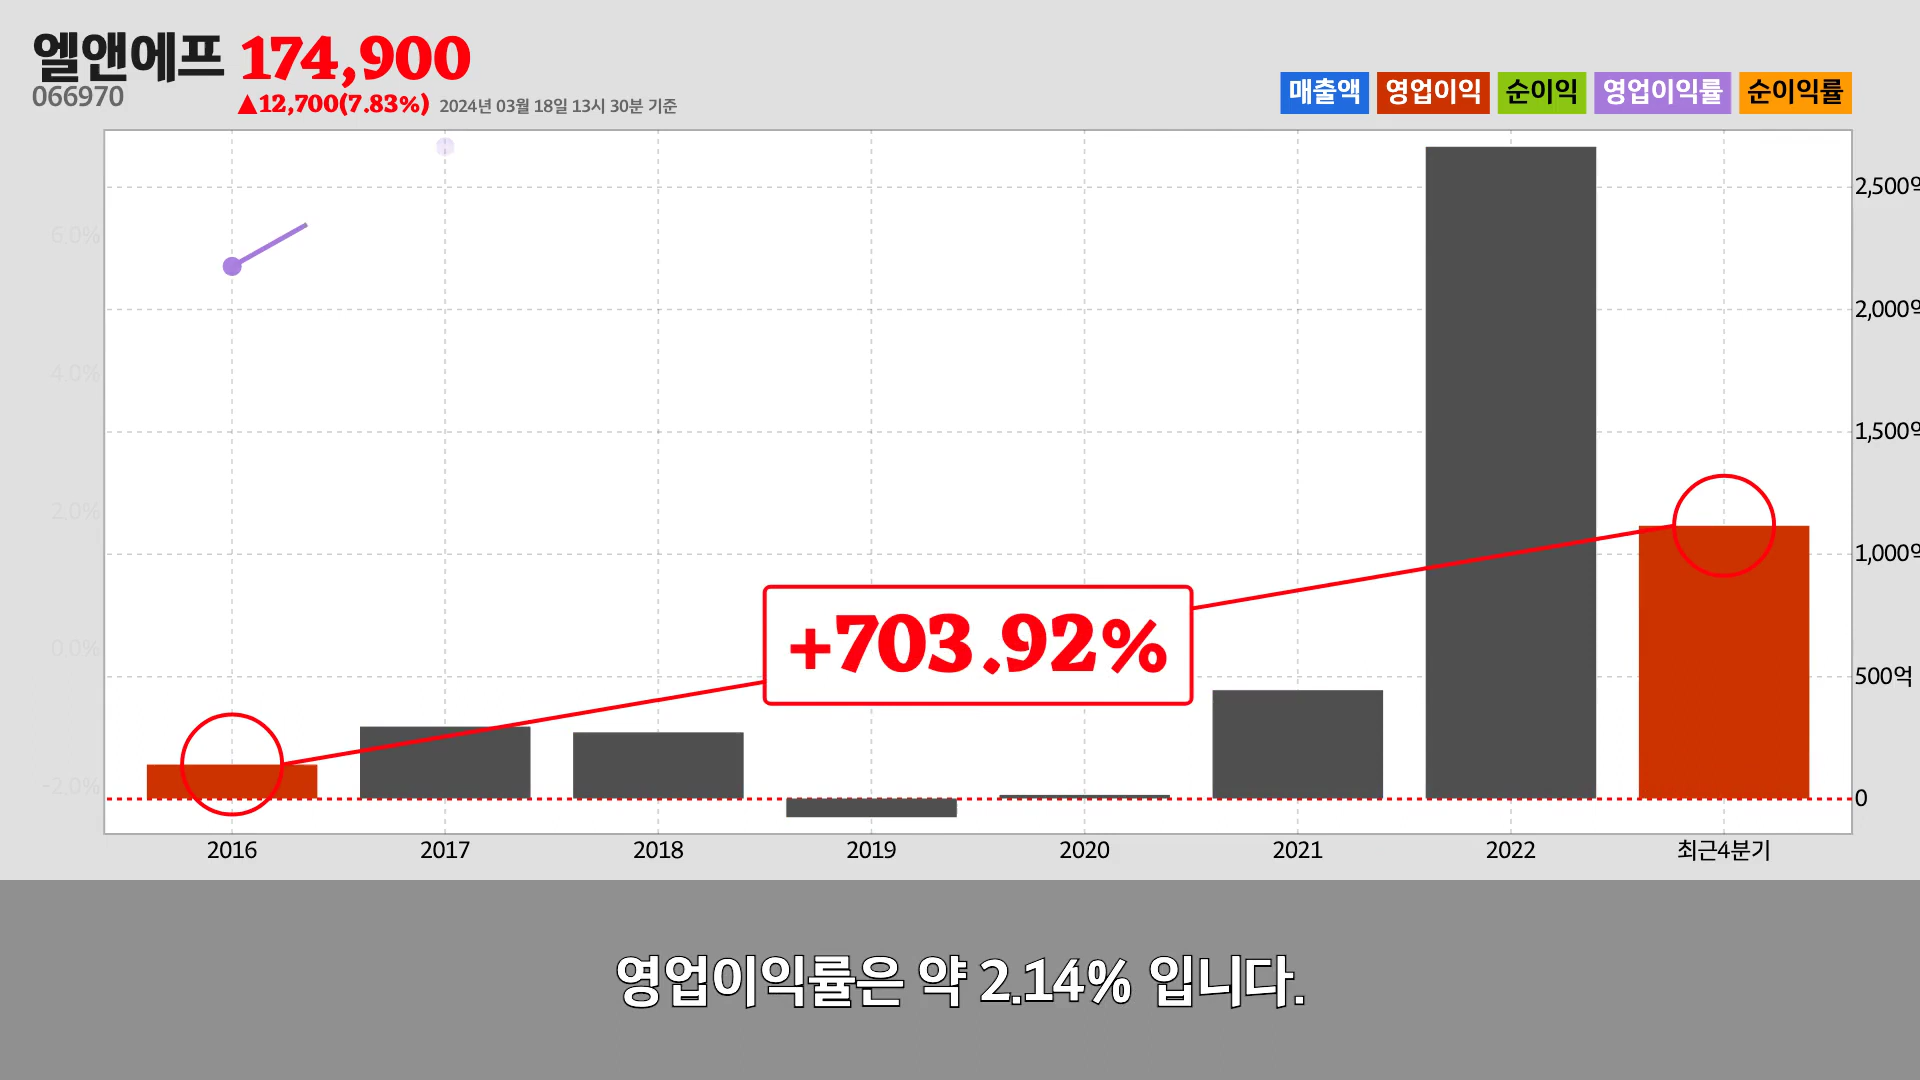 엘앤에프 174,900
066970
▲12,700(7.83%) 2024년 03월 18일 13시 30분 기준
매출액 영업이익 순이익 영업이익률 순이익률
6.0%
4.0%
2.0%
0.0%
-2.0%
2,500억
2,000억
1,500억
1,000억
500억
0
+703.92%
2016 2017 2018 2019 2020 2021 2022 최근4분기
영업이익률은 약 2.14% 입니다.